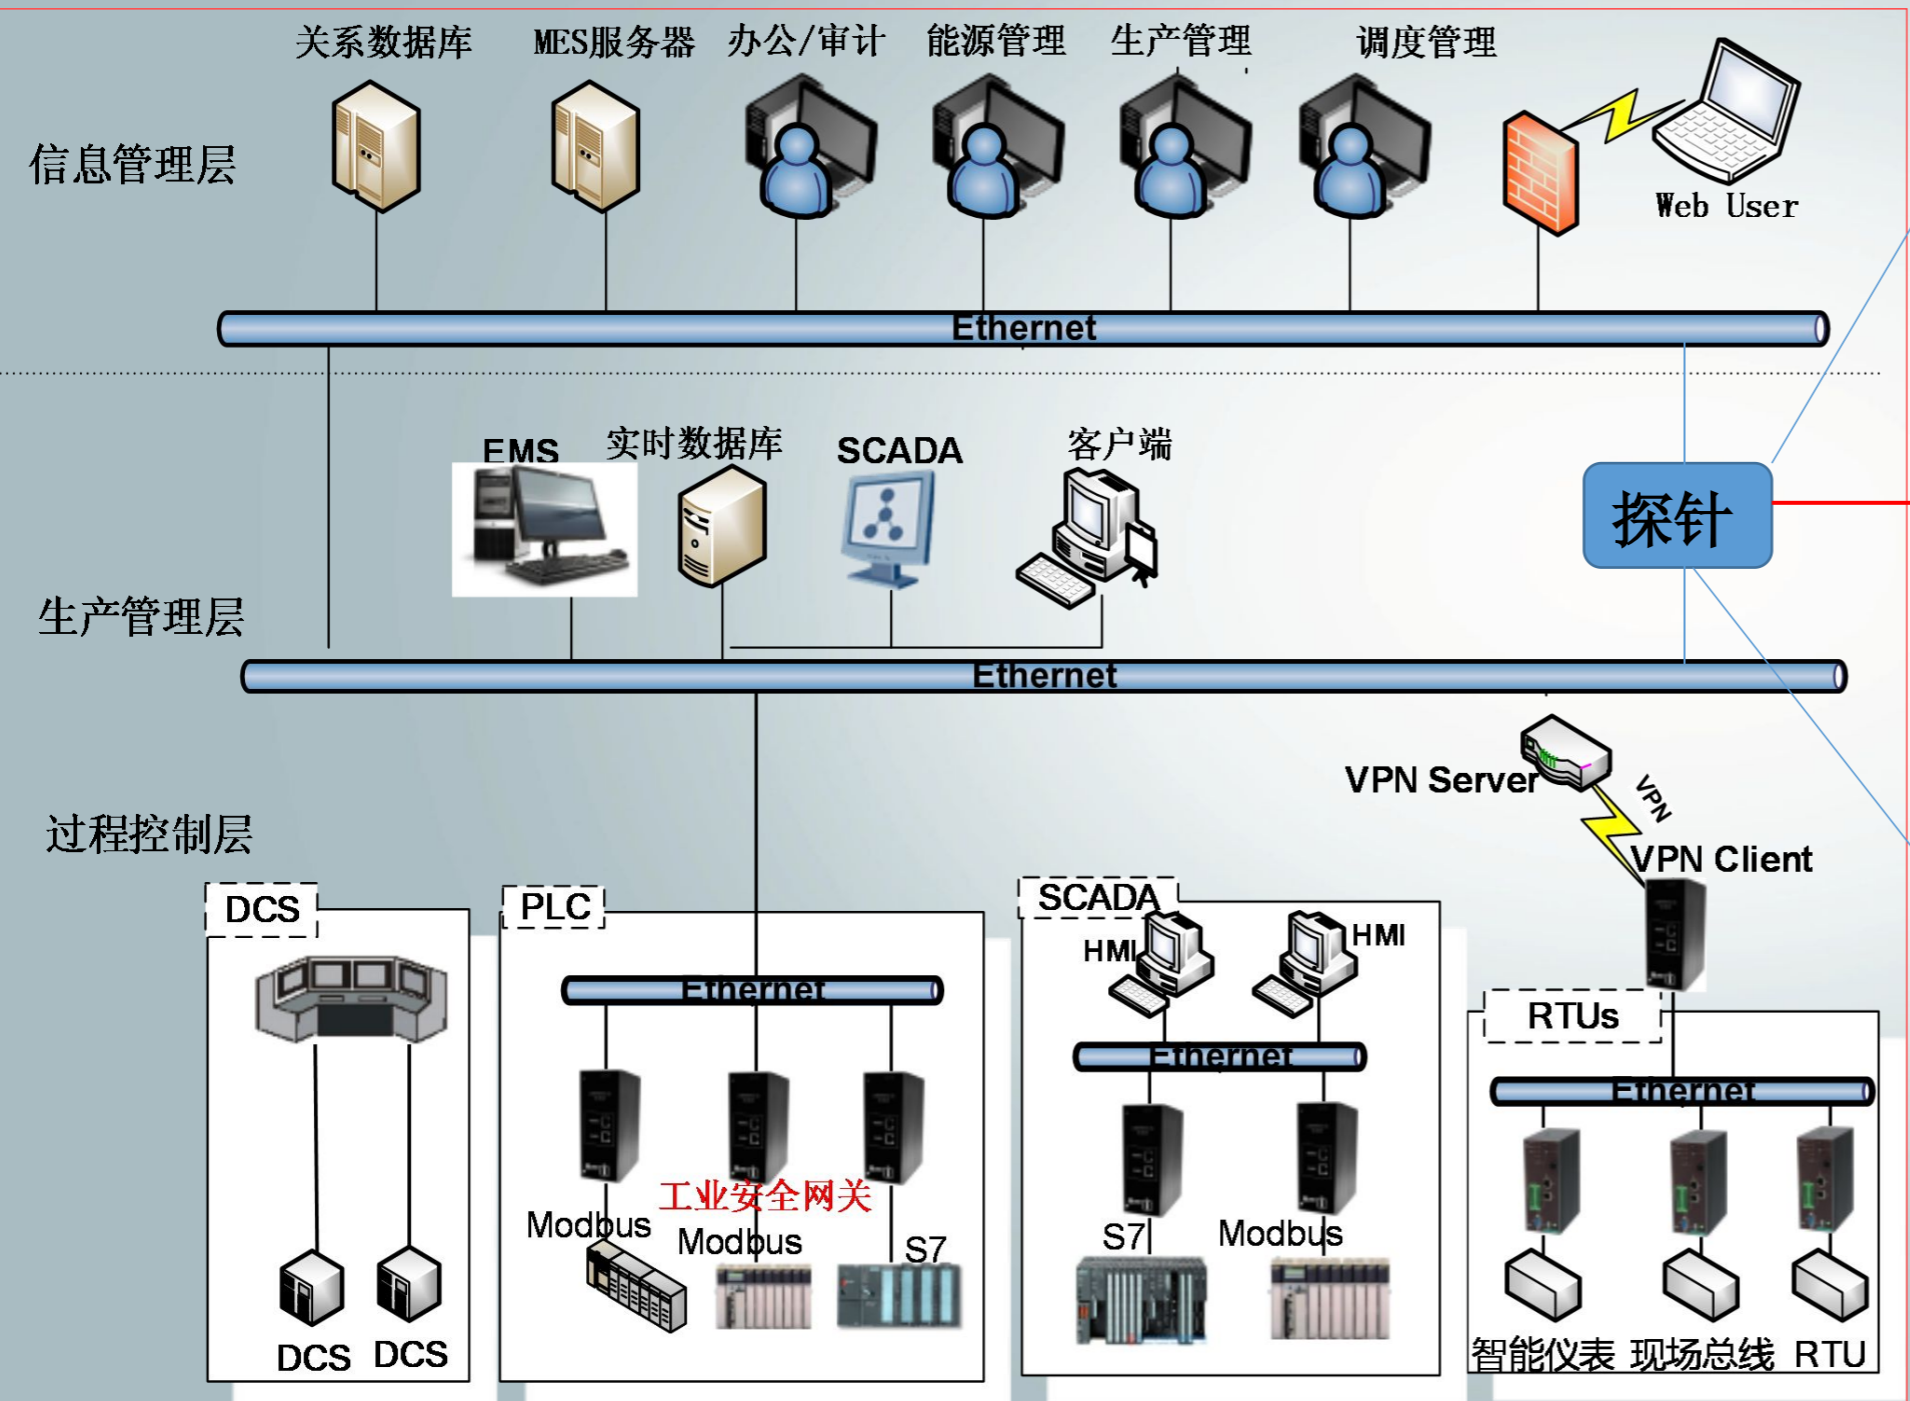 关系数据库
MES服务器
办公/审计
能源管理
生产管理
调度管理
信息管理层
Web User
Ethernet
EMS
实时数据库
SCADA
客户端
探针
生产管理层
Ethernet
VPN Server
VPN
过程控制层
VPN Client
DCS
PLC
SCADA
HMI
HMI
Ethernet
RTUs
Ethernet
Ethernet
工业安全网关
Modbus
Modbus
S7
S7
Modbus
DCS
DCS
智能仪表
现场总线
RTU